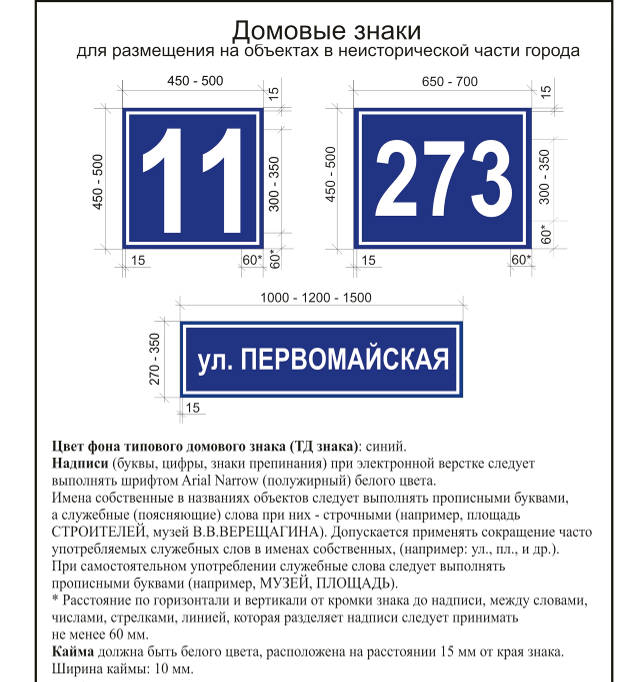 Домовые знаки
для размещения на объектах в неисторической части города
450 - 500
650 - 700
15
15
450 - 500
11
300 - 350
450 - 500
273
300 - 350
15
60*
60*
15
60*
60*
1000 - 1200 - 1500
270 - 350
ул. ПЕРВОМАЙСКАЯ
15
Цвет фона типового домового знака (ТД знака): синий.
Надписи (буквы, цифры, знаки препинания) при электронной верстке следует
выполнять шрифтом Arial Narrow (полужирный) белого цвета.
Имена собственные в названиях объектов следует выполнять прописными буквами,
а служебные (поясняющие) слова при них - строчными (например, площадь
СТРОИТЕЛЕЙ, музей В.В.ВЕРЕЩАГИНА). Допускается применять сокращение часто
употребляемых служебных слов в именах собственных, (например: ул., пл., и др.).
При самостоятельном употреблении служебные слова следует выполнять
прописными буквами (например, МУЗЕЙ, ПЛОЩАДЬ).
* Расстояние по горизонтали и вертикали от кромки знака до надписи, между словами,
числами, стрелками, линией, которая разделяет надписи следует принимать
не менее 60 мм.
Кайма должна быть белого цвета, расположена на расстоянии 15 мм от края знака.
Ширина каймы: 10 мм.